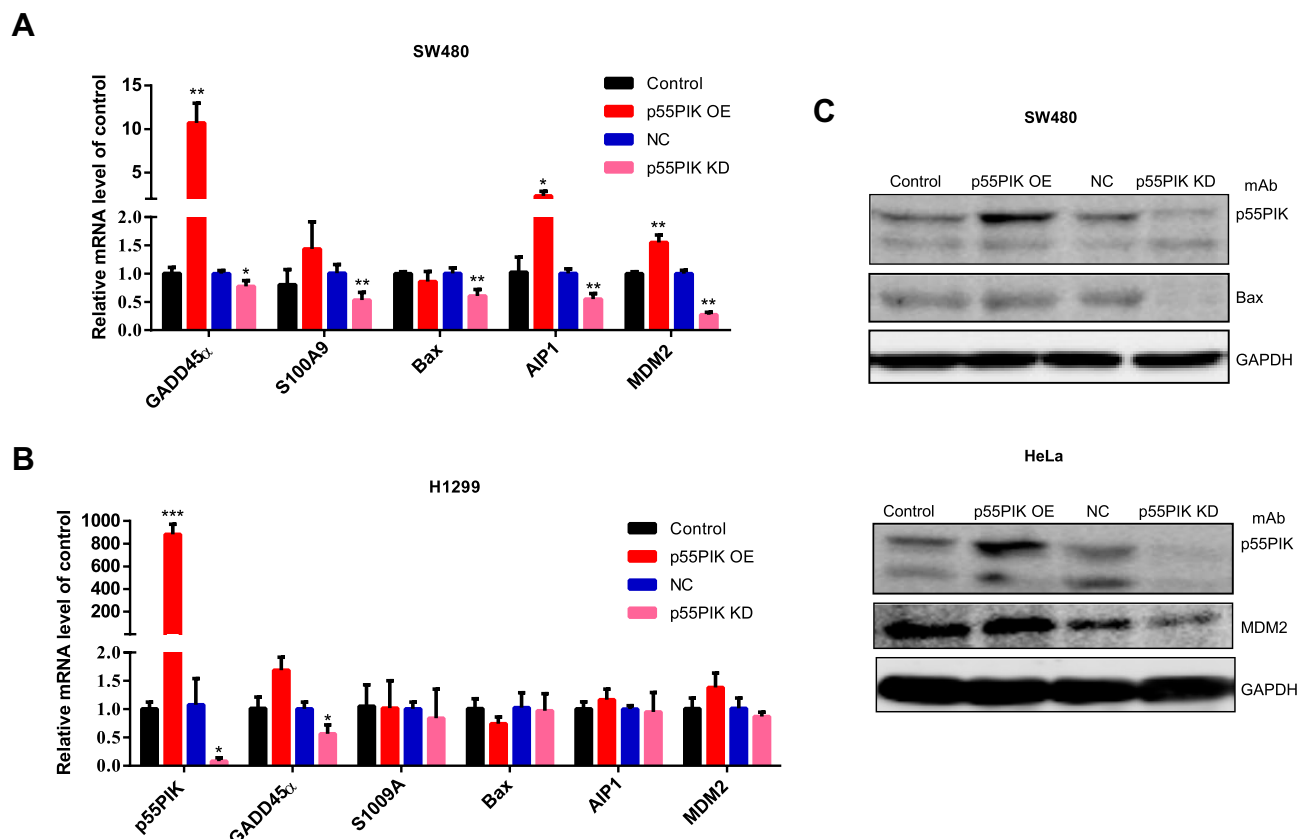 A
SW480
Relative mRNA level of control
15
10
5
2.0
1.5
1.0
0.5
0.0
**
*
**
**
**
*
**
**
Control
p55PIK OE
NC
p55PIK KD
GADD45α
S100A9
Bax
AIP1
MDM2
B
H1299
Relative mRNA level of control
1000
800
600
400
200
2.0
1.5
1.0
0.5
0.0
***
*
*
Control
p55PIK OE
NC
p55PIK KD
p55PIK
GADD45α
S1009A
Bax
AIP1
MDM2
C
SW480
Control p55PIK OE NC p55PIK KD mAb
p55PIK
Bax
GAPDH
HeLa
Control p55PIK OE NC p55PIK KD mAb
p55PIK
MDM2
GAPDH